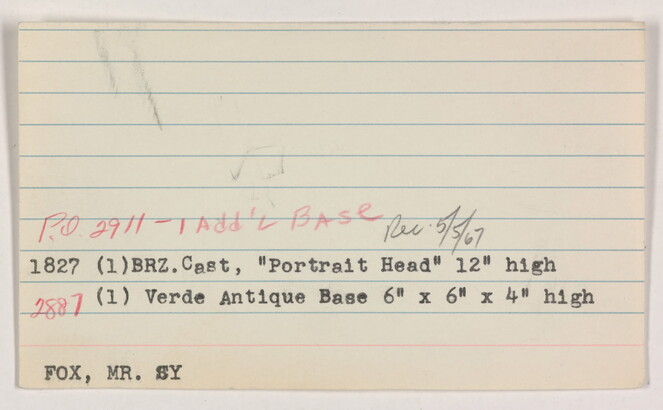 P.O. 2911 - 1 Add'l Base Rec. 5/5/67
1827 (1)BRZ.Cast, "Portrait Head" 12" high
2887 (1) Verde Antique Base 6" x 6" x 4" high
FOX, MR. SY